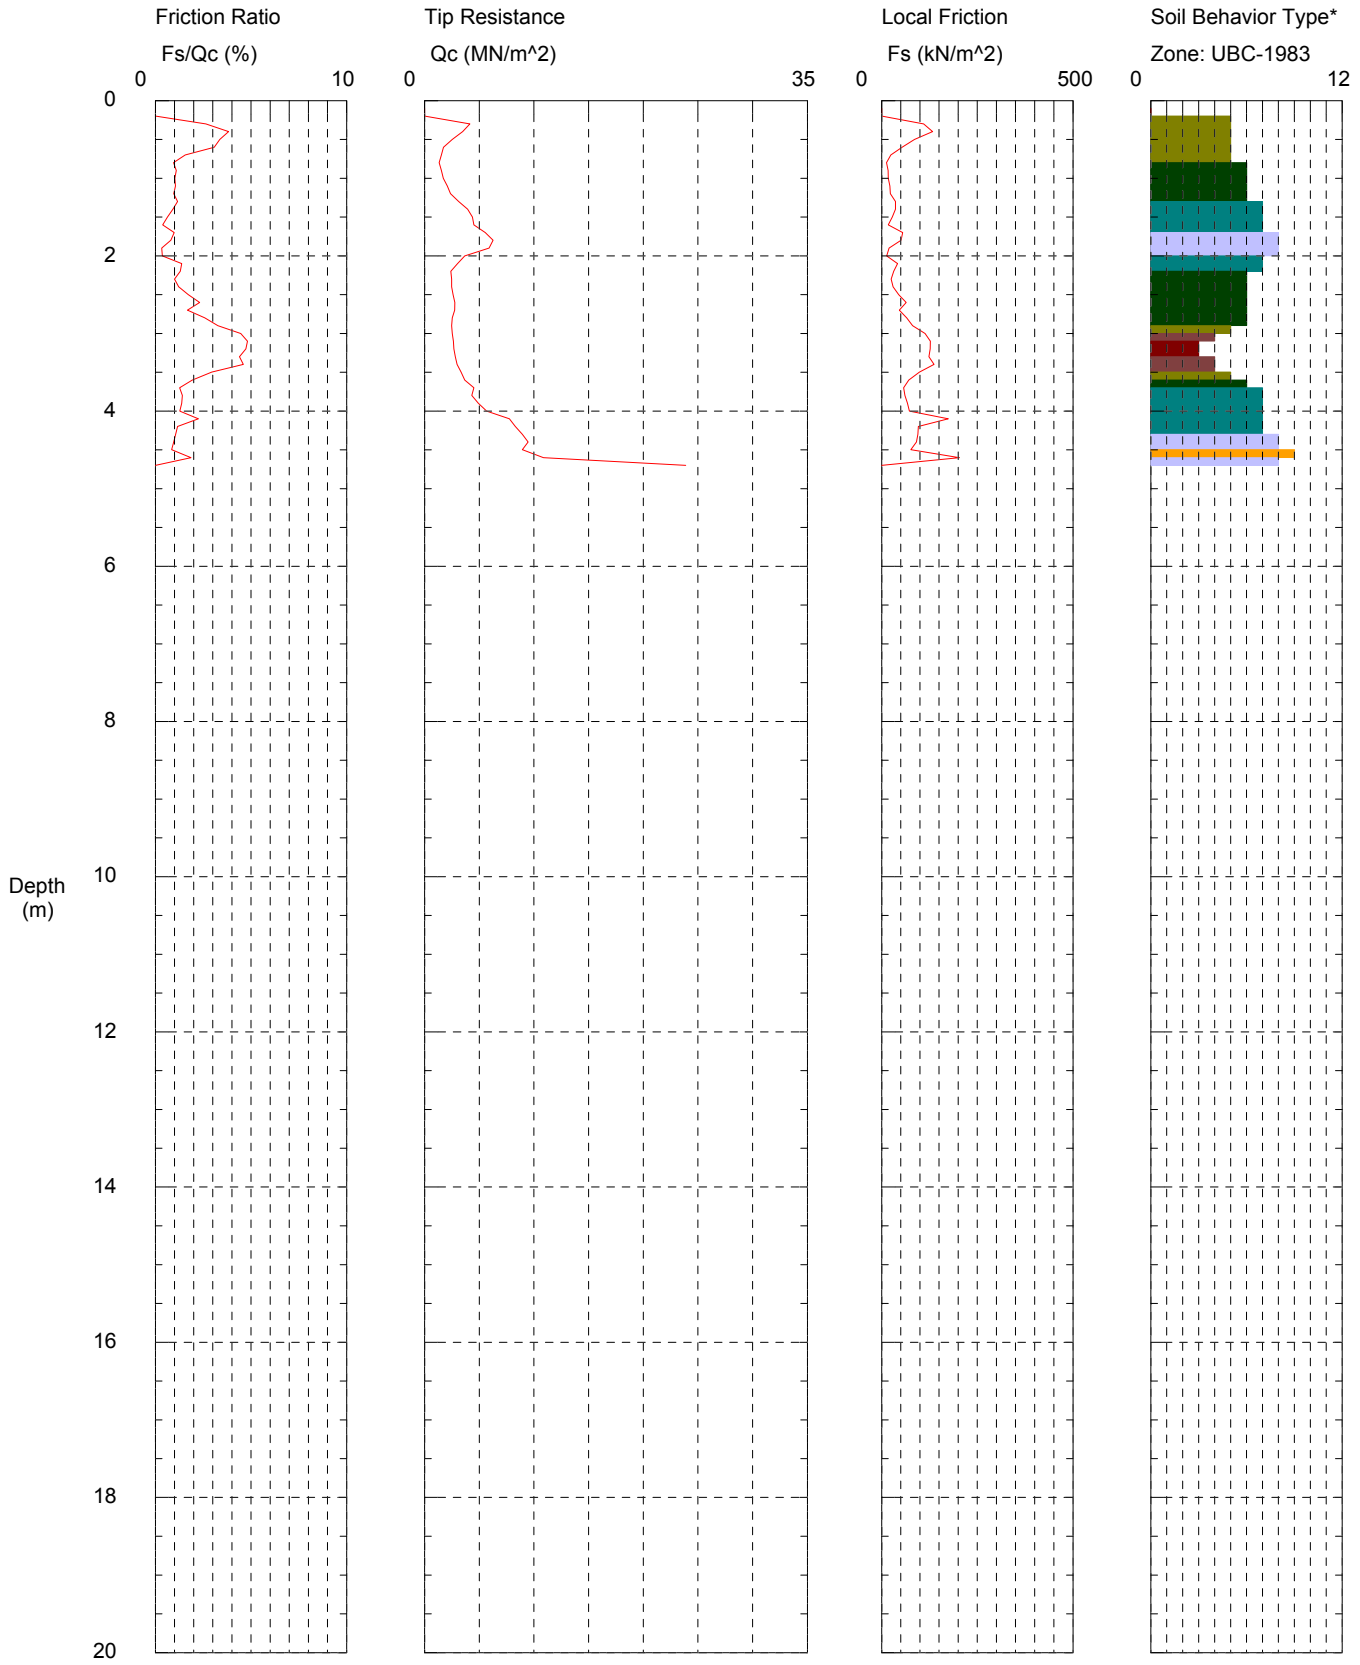 Friction Ratio
Fs/Qc (%)
0 10
Tip Resistance
Qc (MN/m^2)
0 35
Local Friction
Fs (kN/m^2)
0 500
Soil Behavior Type*
Zone: UBC-1983
0 12
0
2
4
6
8
Depth
(m)
10
12
14
16
18
20